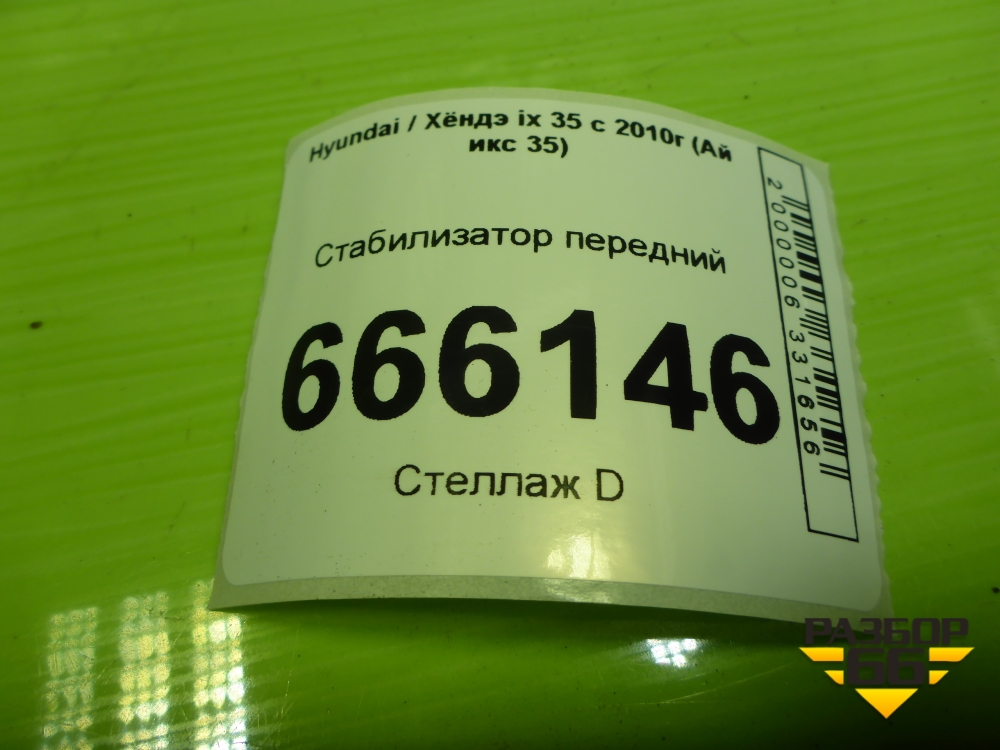 Hyundai / Хёндэ ix 35 с 2010г (Ай
икс 35)
Стабилизатор передний
666146
Стеллаж D
2000006331656
РАЗБОР
66